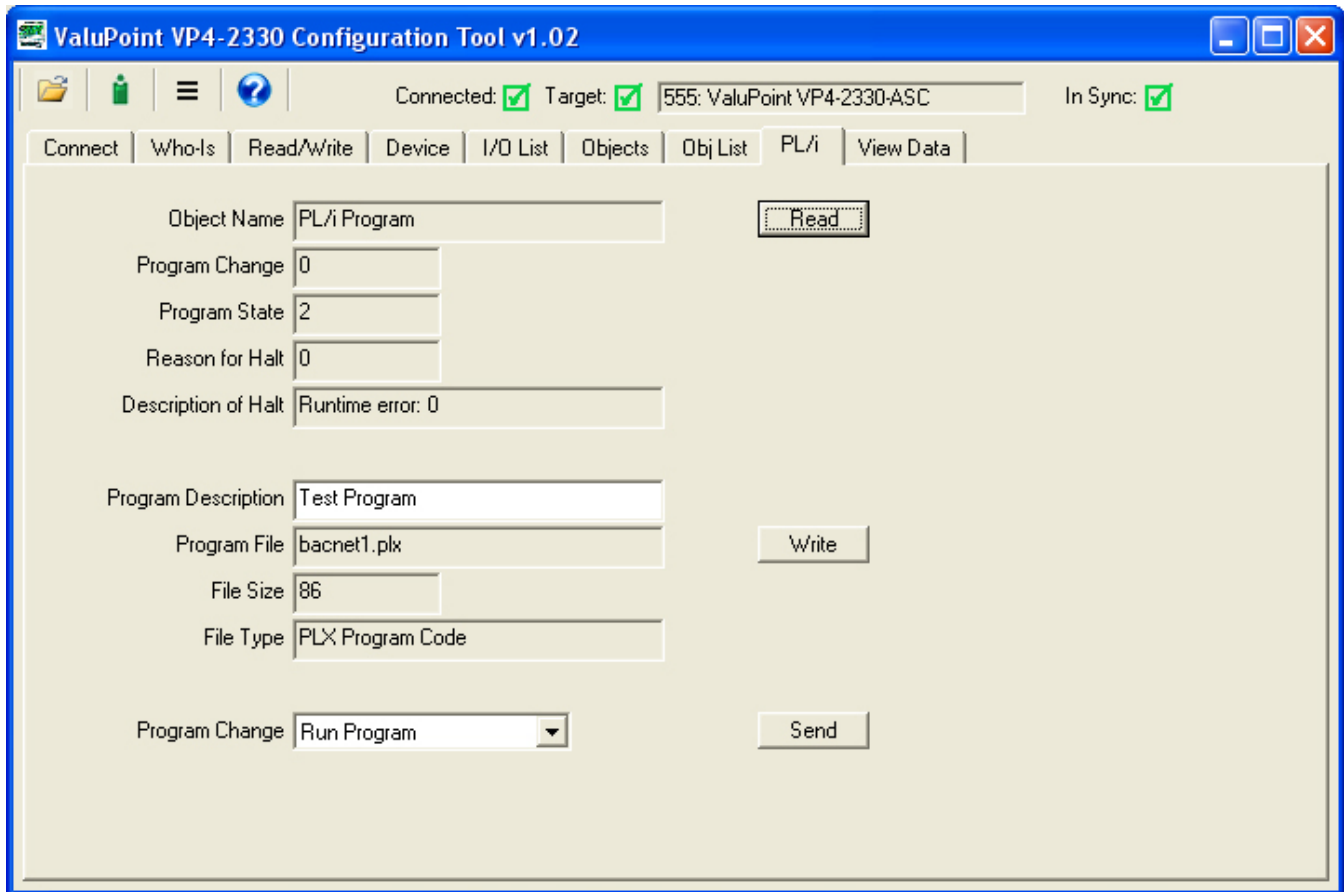 ValuPoint VP4-2330 Configuration Tool v1.02
Connected: Target: 555: ValuPoint VP4-2330-ASC In Sync:
Connect Who-Is Read/Write Device I/O List Objects Obj List PL/i View Data
Object Name PL/i Program Read
Program Change 0
Program State 2
Reason for Halt 0
Description of Halt Runtime error: 0
Program Description Test Program
Program File bacnet1.plx Write
File Size 86
File Type PLX Program Code
Program Change Run Program Send